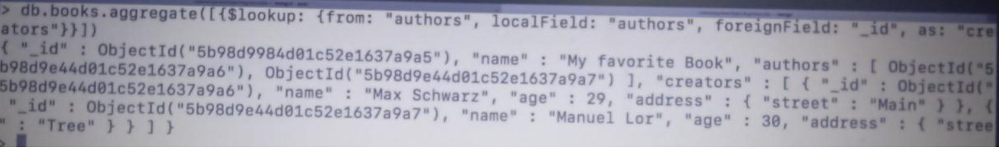 > db.books.aggregate([{$lookup: {from: "authors", localField: "authors", foreignField: "_id", as: "cre
ators"}}])
{ "_id" : ObjectId("5b98d9984d01c52e1637a9a5"), "name" : "My favorite Book", "authors" : [ ObjectId("5
b98d9e44d01c52e1637a9a6"), ObjectId("5b98d9e44d01c52e1637a9a7") ], "creators" : [ { "_id" : ObjectId("
5b98d9e44d01c52e1637a9a6"), "name" : "Max Schwarz", "age" : 29, "address" : { "street" : "Main" } }, {
"_id" : ObjectId("5b98d9e44d01c52e1637a9a7"), "name" : "Manuel Lor", "age" : 30, "address" : { "stree
" : "Tree" } } ] }
>